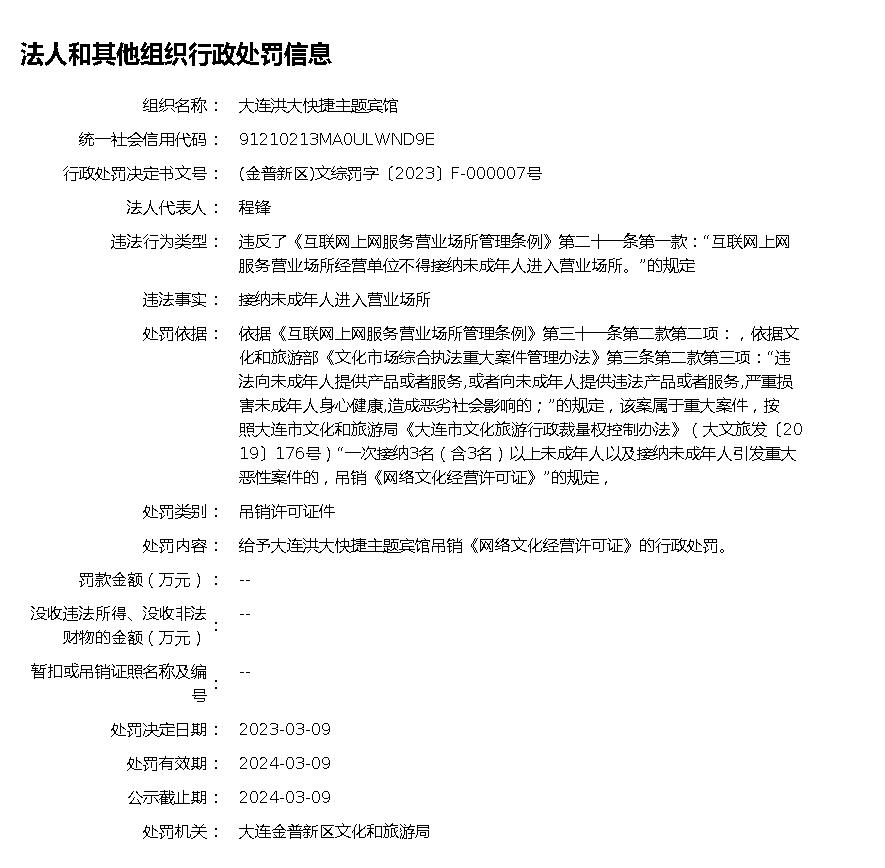 法人和其他组织行政处罚信息
组织名称： 大连洪大快捷主题宾馆
统一社会信用代码： 91210213MA0ULWND9E
行政处罚决定书文号： (金普新区)文综罚字〔2023〕F-000007号
法人代表人： 程锋
违法行为类型： 违反了《互联网上网服务营业场所管理条例》第二十一条第一款：“互联网上网
服务营业场所经营单位不得接纳未成年人进入营业场所。”的规定
违法事实： 接纳未成年人进入营业场所
处罚依据： 依据《互联网上网服务营业场所管理条例》第三十一条第二款第二项：，依据文
化和旅游部《文化市场综合执法重大案件管理办法》第三条第二款第三项：“违
法向未成年人提供产品或者服务,或者向未成年人提供违法产品或者服务,严重损
害未成年人身心健康,造成恶劣社会影响的；”的规定，该案属于重大案件，按
照大连市文化和旅游局《大连市文化旅游行政裁量权控制办法》（大文旅发〔20
19〕176号）“一次接纳3名（含3名）以上未成年人以及接纳未成年人引发重大
恶性案件的，吊销《网络文化经营许可证》”的规定，
处罚类别： 吊销许可证件
处罚内容： 给予大连洪大快捷主题宾馆吊销《网络文化经营许可证》的行政处罚。
罚款金额（万元）： --
没收违法所得、没收非法
财物的金额（万元）： --
暂扣或吊销证照名称及编
号： --
处罚决定日期： 2023-03-09
处罚有效期： 2024-03-09
公示截止期： 2024-03-09
处罚机关： 大连金普新区文化和旅游局